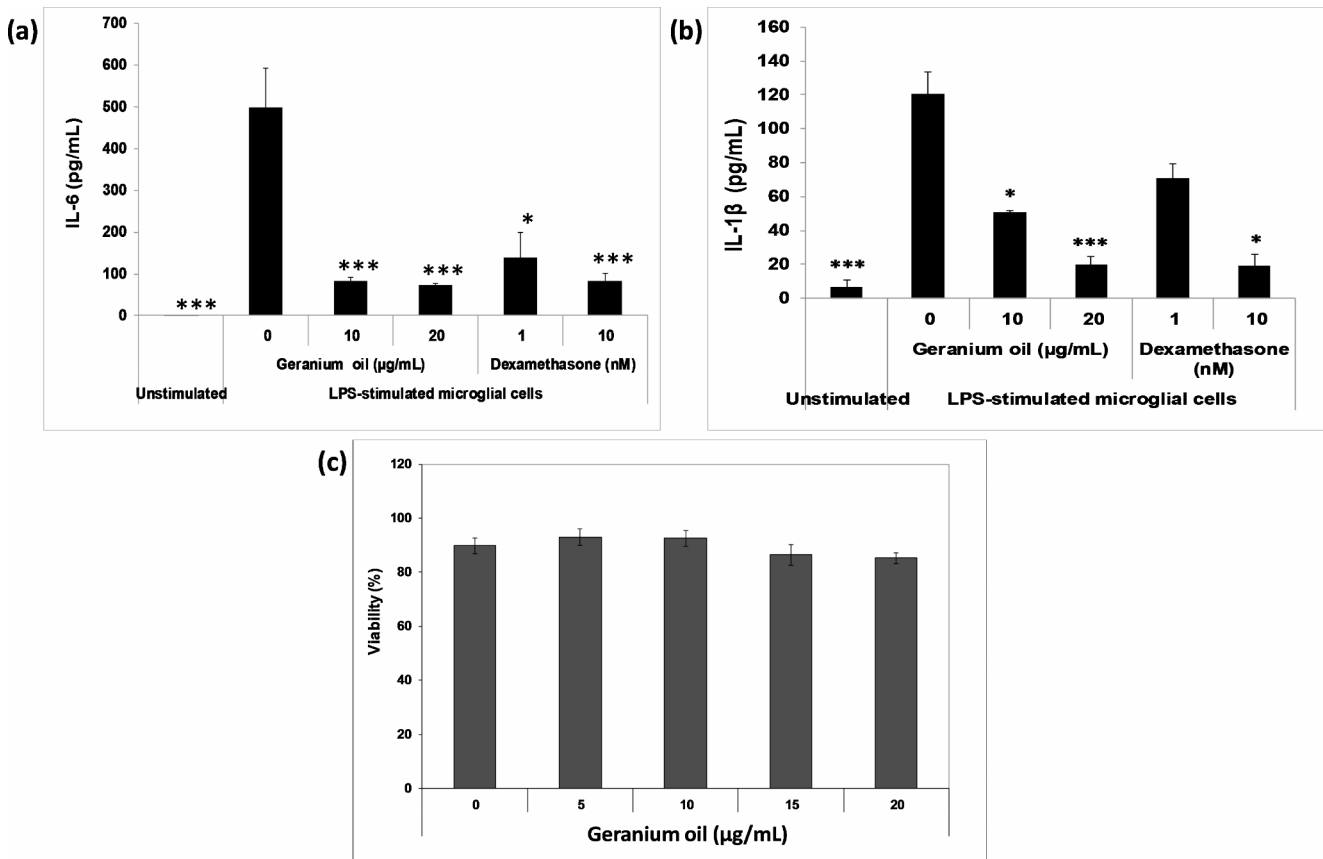 (a)
700
600
500
400
300
200
100
0
IL-6 (pg/mL)
*** *** *** * ***
0 10 20 1 10
Geranium oil (µg/mL) Dexamethasone (nM)
Unstimulated LPS-stimulated microglial cells
(b)
160
140
120
100
80
60
40
20
0
IL-1β (pg/mL)
*** * *** *
0 10 20 1 10
Geranium oil (µg/mL) Dexamethasone
(nM)
Unstimulated LPS-stimulated microglial cells
(c)
120
100
80
60
40
20
0
Viability (%)
0 5 10 15 20
Geranium oil (µg/mL)